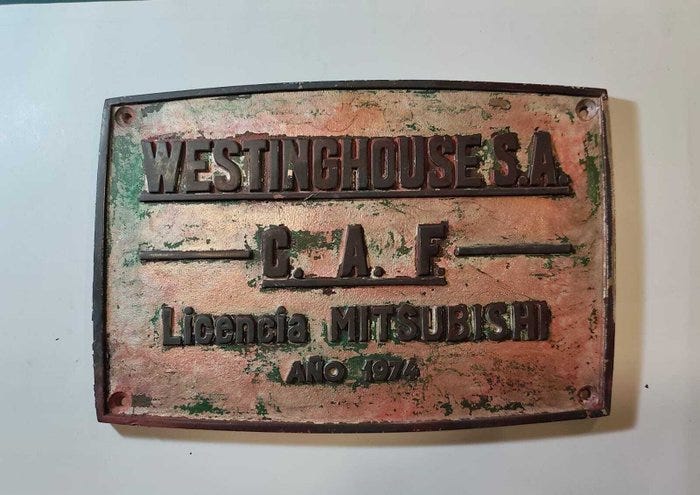 WESTINGHOUSE S.A.
C. A. F.
Licencia MITSUBISHI
AÑO 1974